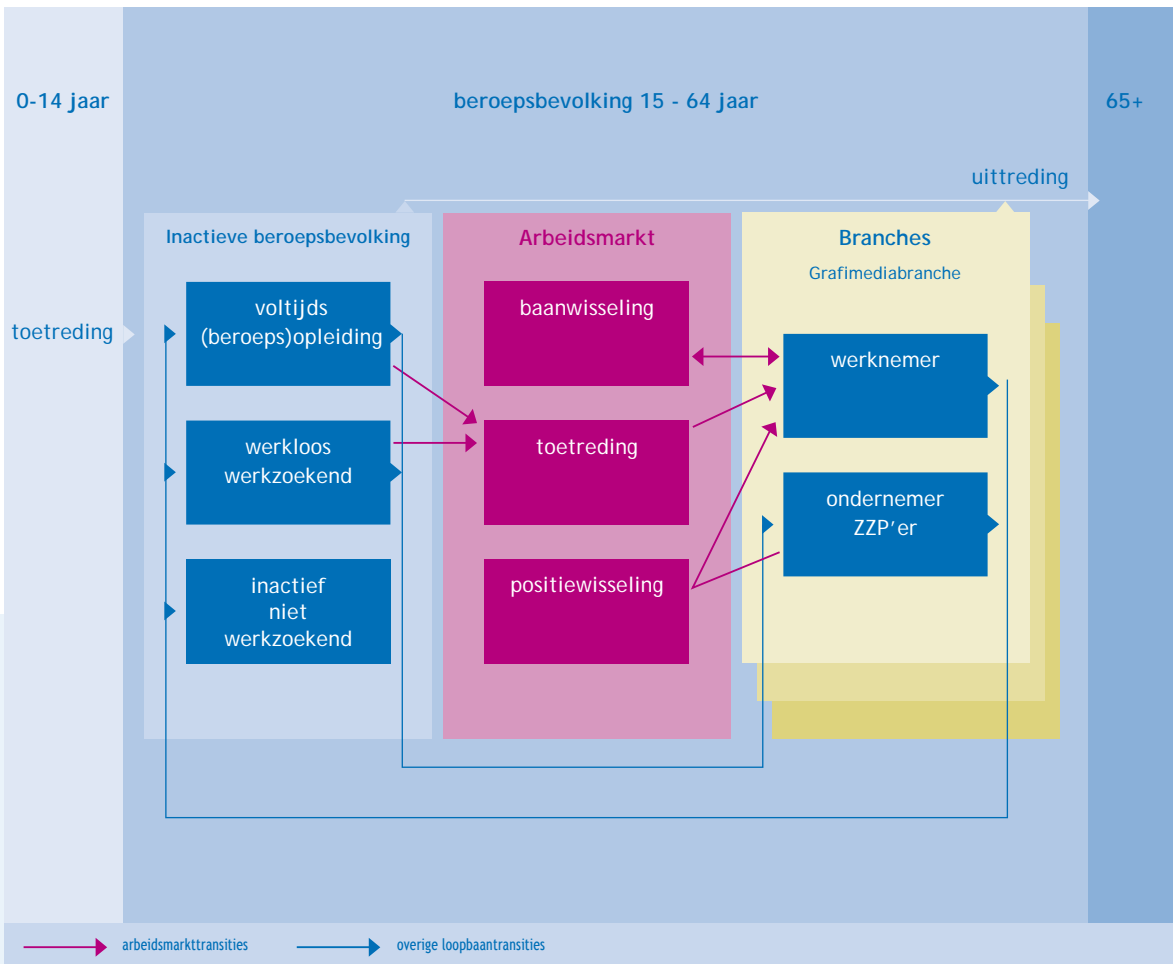 0-14 jaar
beroepsbevolking 15 - 64 jaar
65+
uittreding
toetreding
Inactieve beroepsbevolking
voltijds
(beroeps)opleiding
werkloos
werkzoekend
inactief
niet
werkzoekend
Arbeidsmarkt
baanwisseling
toetreding
positiewisseling
Branches
Grafimediabranche
werknemer
ondernemer
ZZP'er
arbeidsmarkttransities
overige loopbaantransities